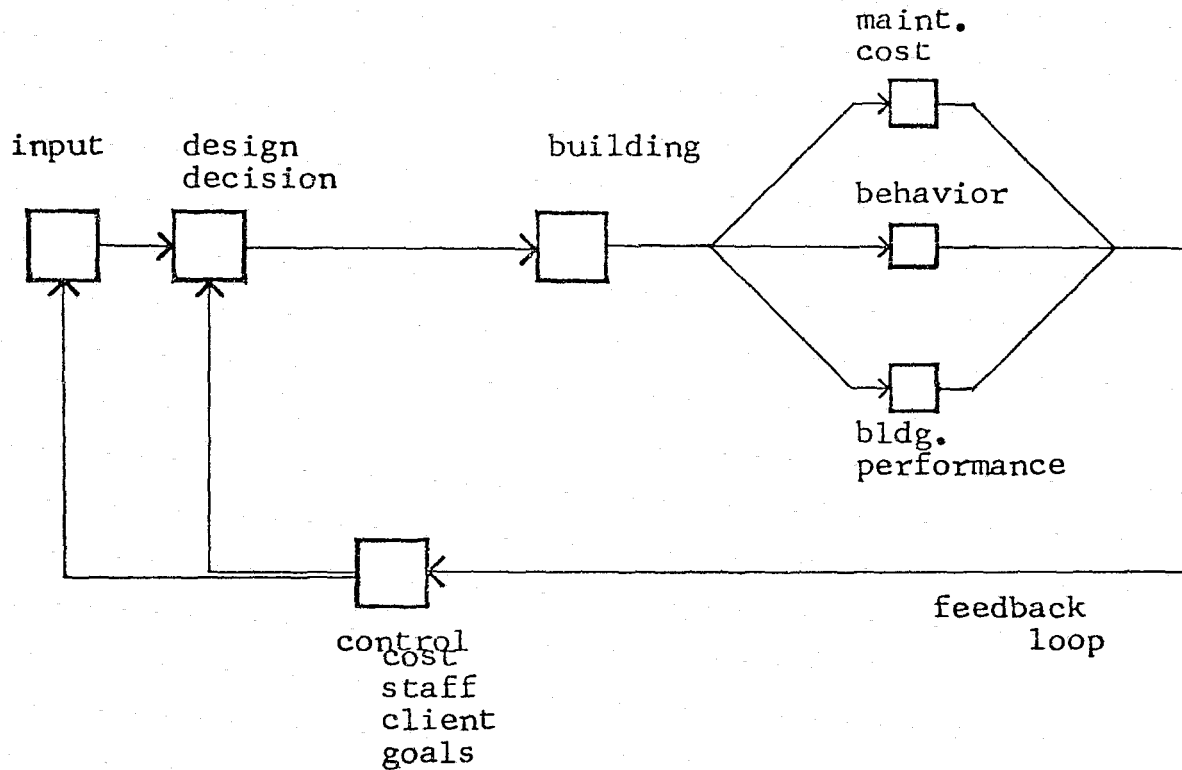 maint.
cost
input
design
decision
building
behavior
bldg.
performance
feedback
loop
control
cost
staff
client
goals